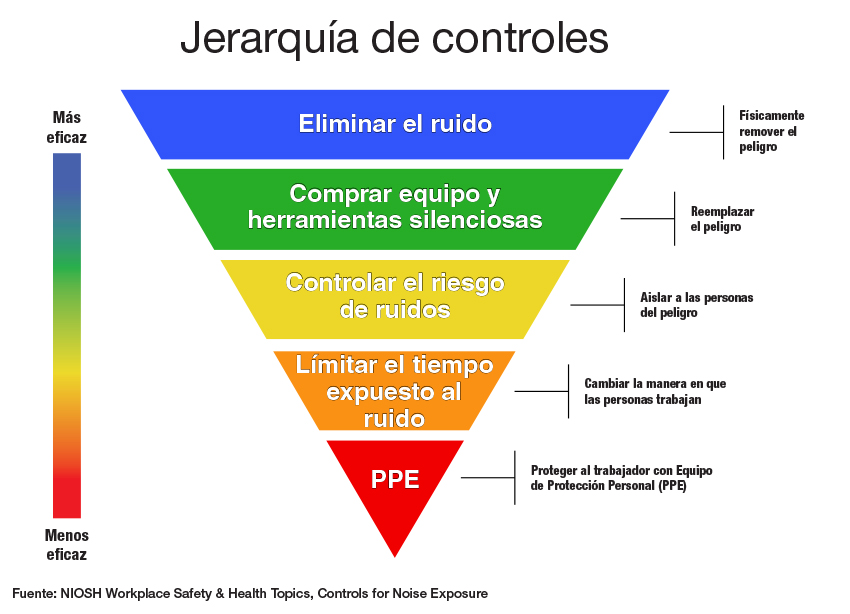 Jerarquía de controles
Más
eficaz
Eliminar el ruido
Físicamente
remover el
peligro
Comprar equipo y
herramientas silenciosas
Reemplazar
el peligro
Controlar el riesgo
de ruidos
Aislar a las personas
del peligro
Límitar el tiempo
expuesto al
ruido
Cambiar la manera en que
las personas trabajan
PPE
Proteger al trabajador con Equipo
de Protección Personal (PPE)
Menos
eficaz
Fuente: NIOSH Workplace Safety & Health Topics, Controls for Noise Exposure